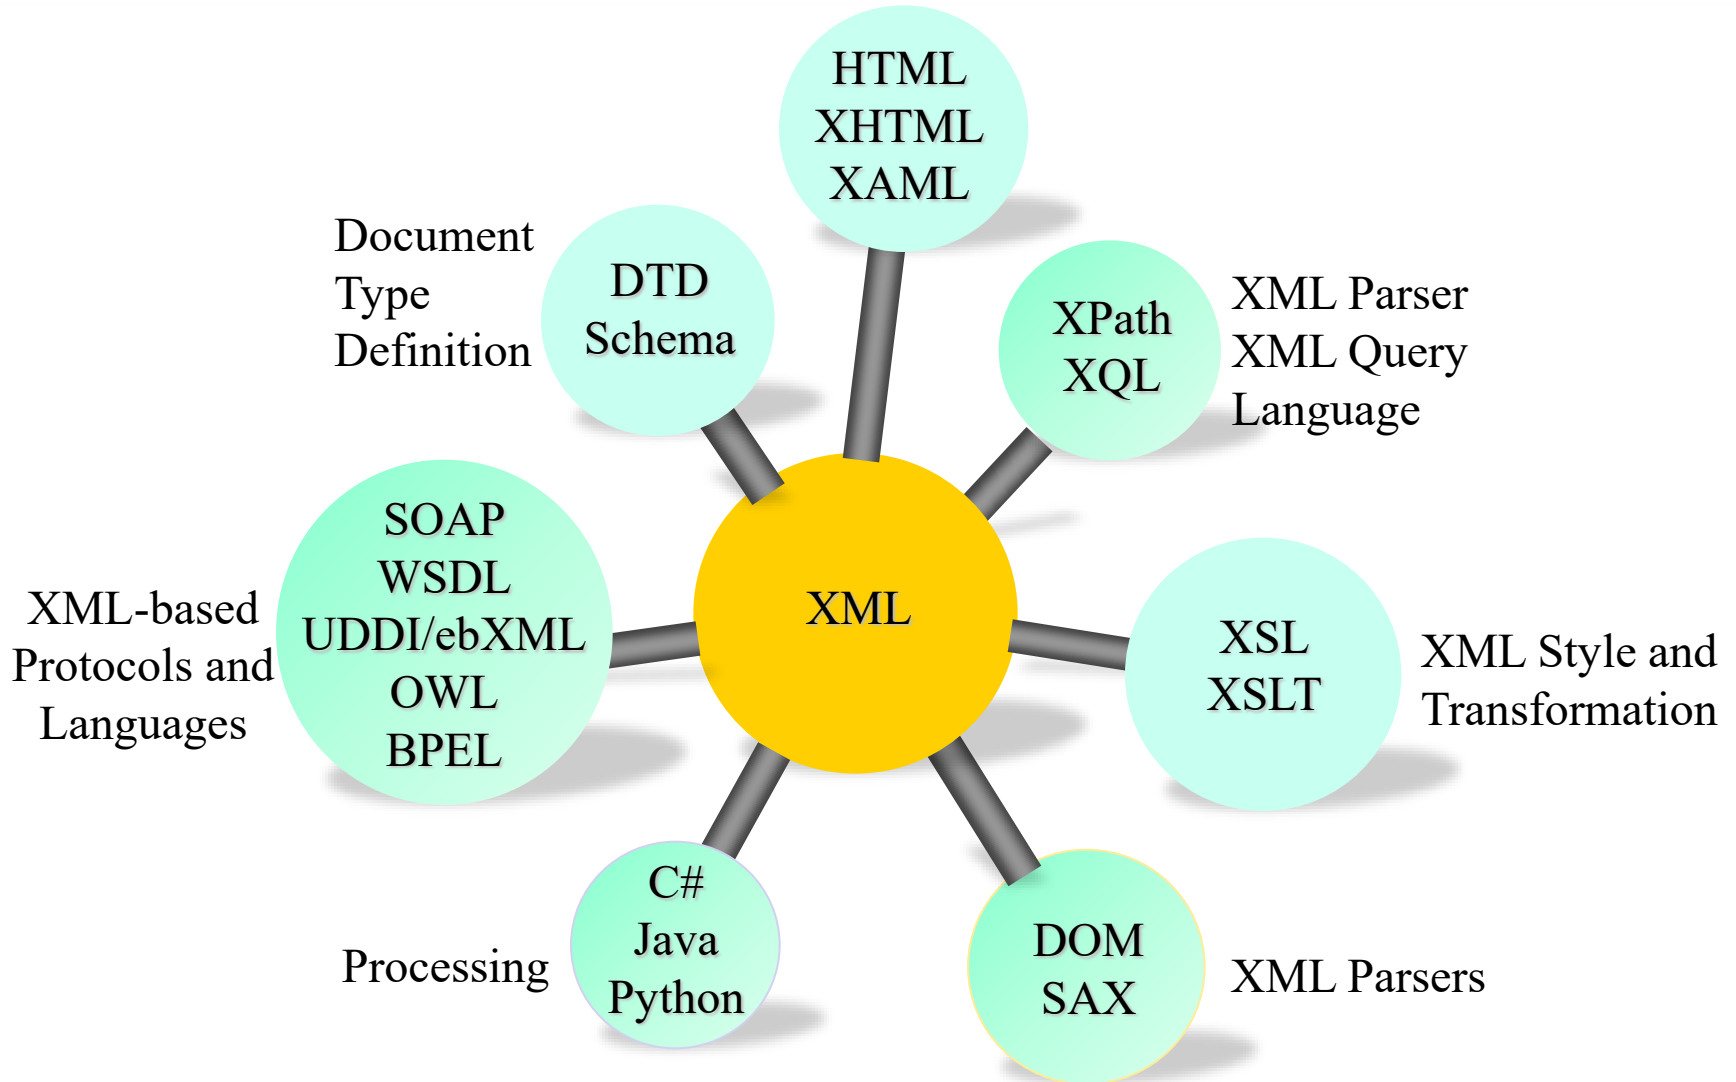 HTML
XHTML
XAML
Document
Type
Definition
DTD
Schema
XPath
XQL
XML Parser
XML Query
Language
XML-based
Protocols and
Languages
SOAP
WSDL
UDDI/ebXML
OWL
BPEL
XML
XSL
XSLT
XML Style and
Transformation
Processing
C#
Java
Python
DOM
SAX
XML Parsers